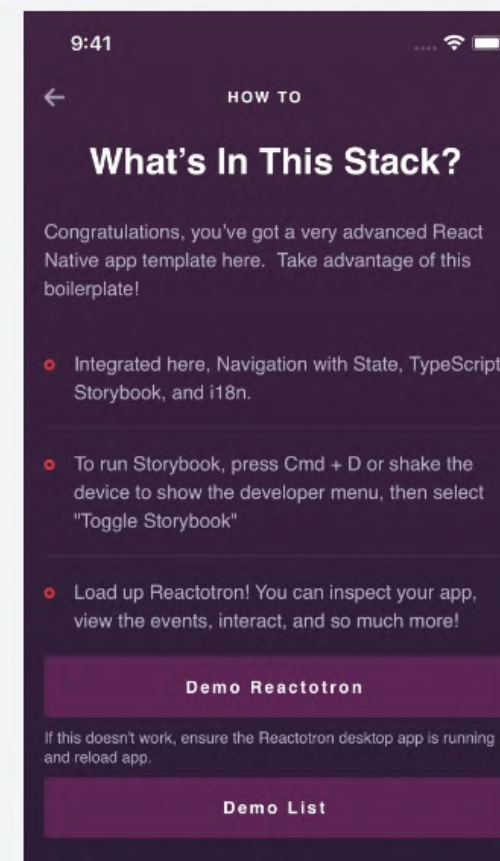 9:41
HOW TO
What's In This Stack?
Congratulations, you've got a very advanced React
Native app template here.  Take advantage of this
boilerplate!
Integrated here, Navigation with State, TypeScript
Storybook, and i18n.
To run Storybook, press Cmd + D or shake the
device to show the developer menu, then select
"Toggle Storybook"
Load up Reactotron! You can inspect your app,
view the events, interact, and so much more!
Demo Reactotron
If this doesn't work, ensure the Reactotron desktop app is running
and reload app.
Demo List